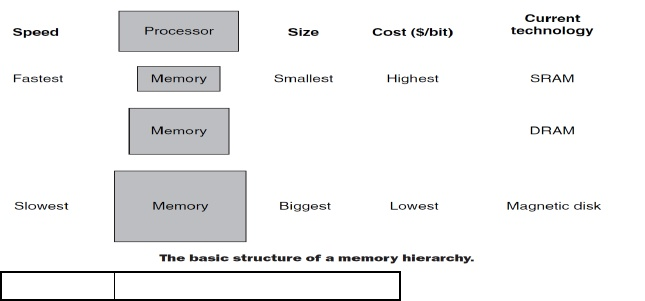 Speed Processor Size Cost ($/bit) Current technology
Fastest Memory Smallest Highest SRAM
Memory DRAM
Slowest Memory Biggest Lowest Magnetic disk
The basic structure of a memory hierarchy.